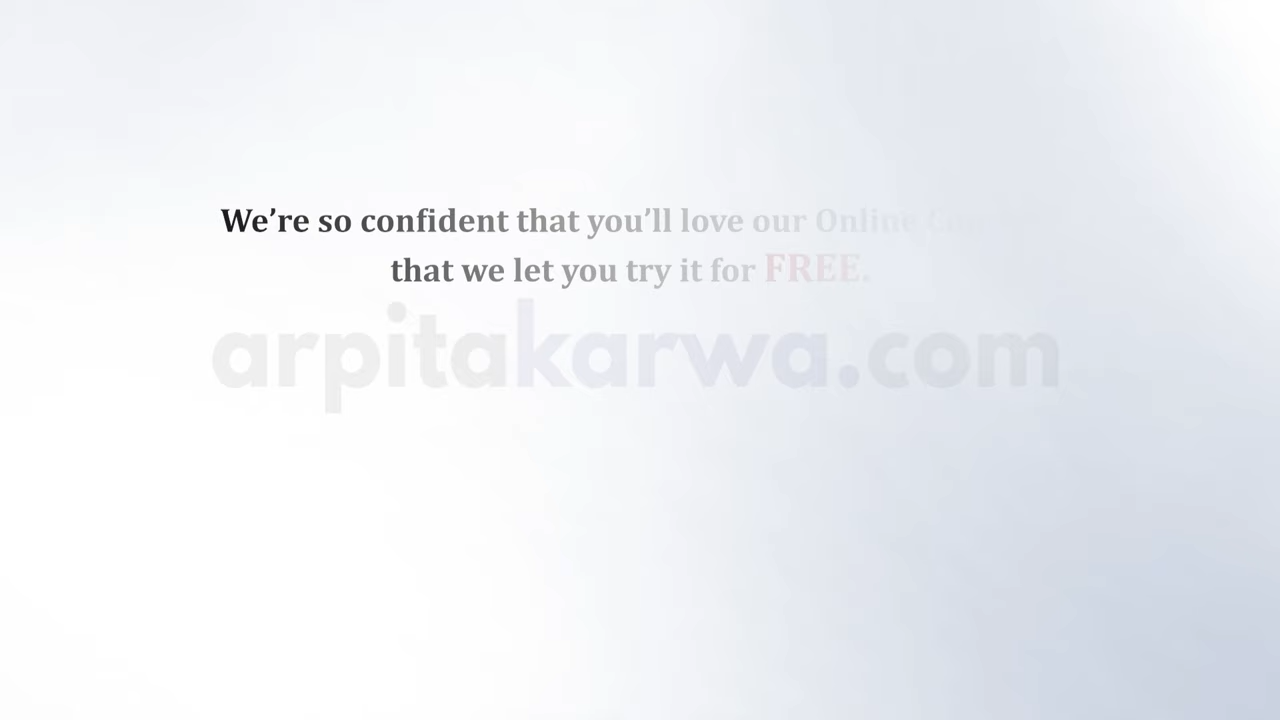 We’re so confident that you’ll love our Online
that we let you try it for FREE.
arpitakarwa.com